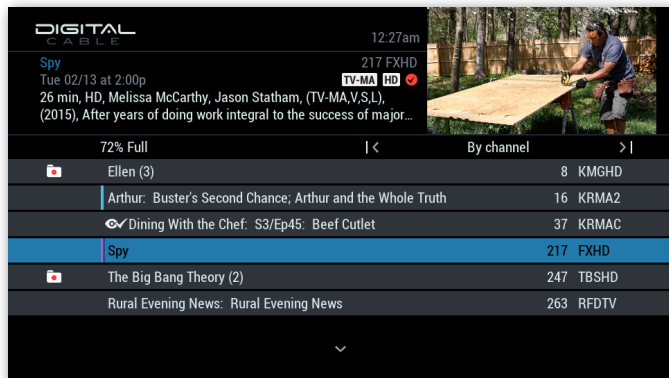 DIGITAL
CABLE
12:27am
Spy
217 FXHD
Tue 02/13 at 2:00p
TV-MA HD
26 min, HD, Melissa McCarthy, Jason Statham, (TV-MA,V,S,L),
(2015), After years of doing work integral to the success of major...
72% Full
By channel
Ellen (3) 8 KMGHD
Arthur: Buster's Second Chance; Arthur and the Whole Truth 16 KRMA2
Dining With the Chef: S3/Ep45: Beef Cutlet 37 KRMAC
Spy 217 FXHD
The Big Bang Theory (2) 247 TBSHD
Rural Evening News: Rural Evening News 263 RFDTV